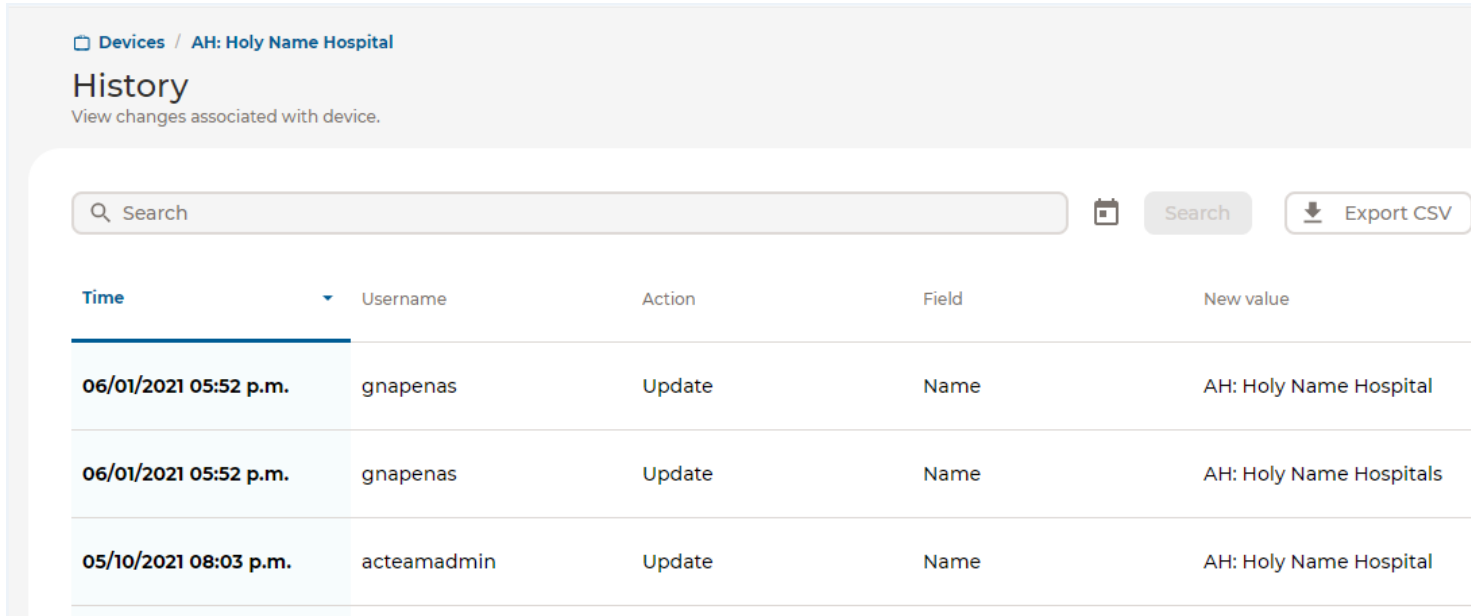 Devices / AH: Holy Name Hospital
History
View changes associated with device.
Search Search Export CSV
Time Username Action Field New value
06/01/2021 05:52 p.m. gnapenas Update Name AH: Holy Name Hospital
06/01/2021 05:52 p.m. gnapenas Update Name AH: Holy Name Hospitals
05/10/2021 08:03 p.m. acteamadmin Update Name AH: Holy Name Hospital